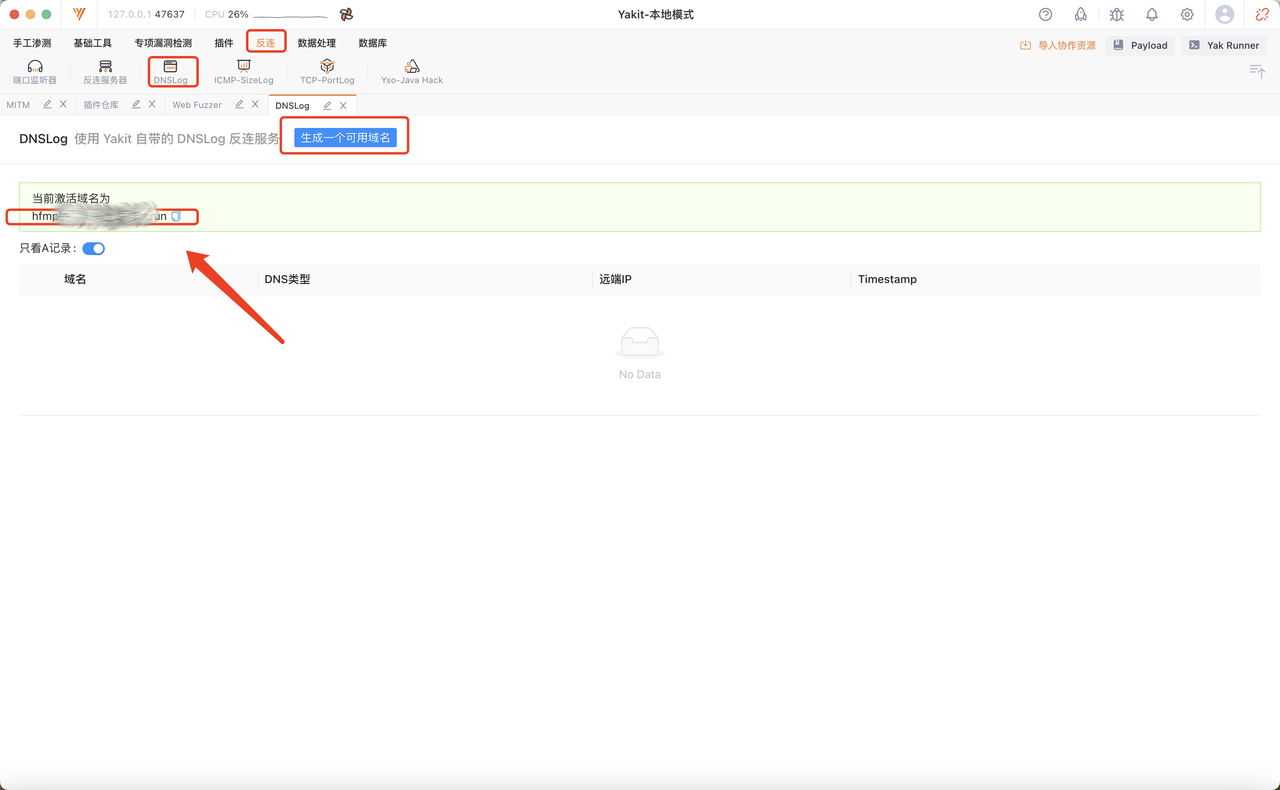 127.0.0.1 47637 CPU 26% Yakit-本地模式
手工渗测 基础工具 专项漏洞检测 插件 反连 数据处理 数据库 导入协作资源 Payload Yak Runner
端口监听器 反连服务器 DNSLog ICMP-SizeLog TCP-PortLog Yso-Java Hack
MITM 插件仓库 Web Fuzzer DNSLog
DNSLog 使用 Yakit 自带的 DNSLog 反连服务 生成一个可用域名
当前激活域名为
只看A记录:
域名 DNS类型 远端IP Timestamp
No Data